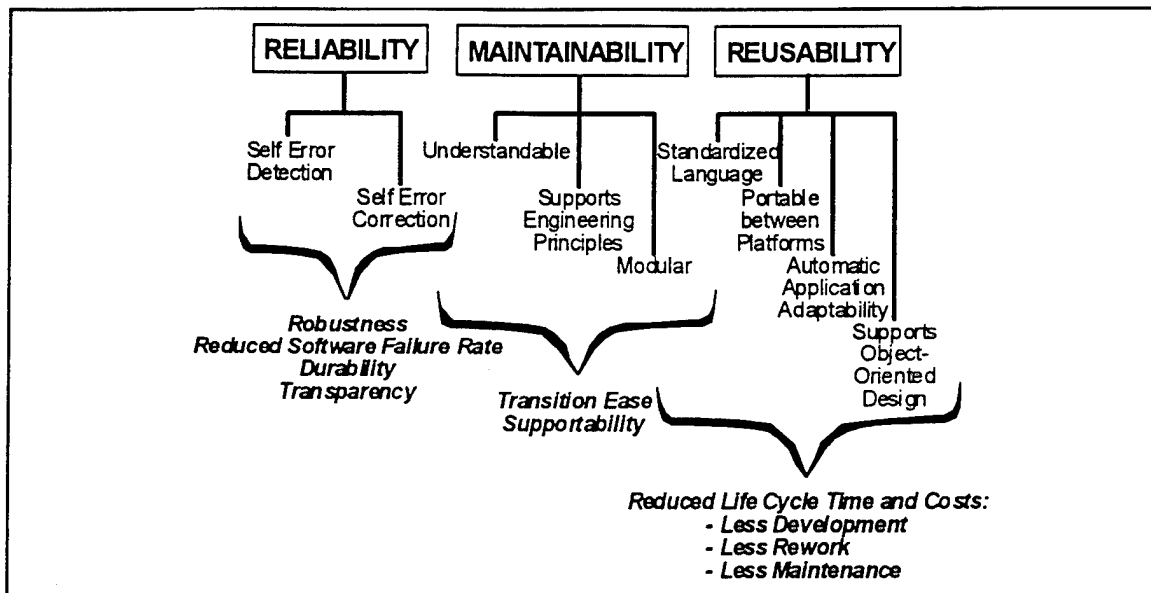 RELIABILITY
MAINTAINABILITY
REUSABILITY
Self Error
Detection
Self Error
Correction
Understandable
Supports
Engineering
Principles
Modular
Standardized
Language
Portable
between
Platforms
Automatic
Application
Adaptability
Supports
Object-
Oriented
Design
Robustness
Reduced Software Failure Rate
Durability
Transparency
Transition Ease
Supportability
Reduced Life Cycle Time and Costs:
- Less Development
- Less Rework
- Less Maintenance